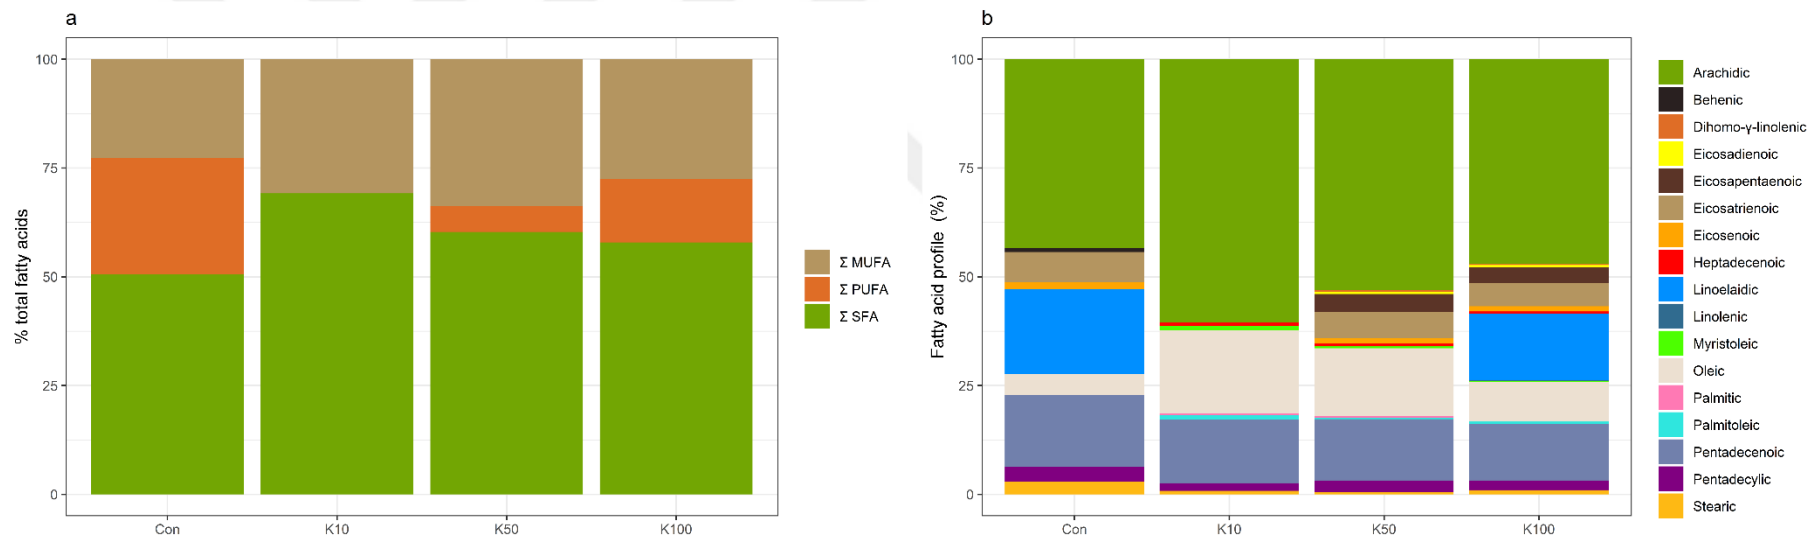 a
% total fatty acids
100
75
50
25
0
Con
K10
K50
K100
Σ MUFA
Σ PUFA
Σ SFA
b
Fatty acid profile (%)
100
75
50
25
0
Con
K10
K50
K100
Arachidic
Behenic
Dihomo-γ-linolenic
Eicosadienoic
Eicosapentaenoic
Eicosatrienoic
Eicosenoic
Heptadecenoic
Linoelaidic
Linolenic
Myristoleic
Oleic
Palmitic
Palmitoleic
Pentadecenoic
Pentadecylic
Stearic